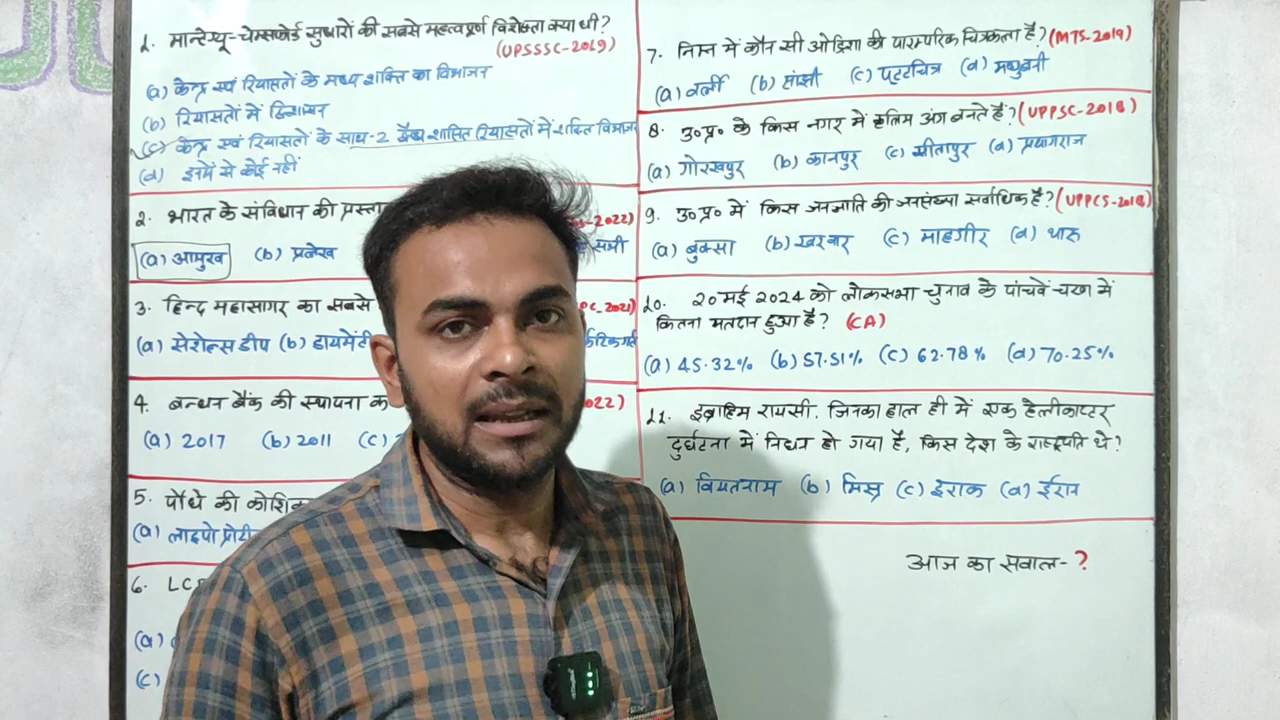 1. मान्टेग्यू-चेम्सफोर्ड सुधारों की सबसे महत्वपूर्ण विशेषता क्या थी?
(UPSSSC-2019)
(a) केन्द्र एवं रियासतों के मध्य शक्ति का विभाजन
(b) रियासतों में द्विशासन
(c) केन्द्र एवं रियासतों के साथ-2 द्वैध शासित रियासतों में शक्ति विभाजन
(d) इनमें से कोई नहीं
2. भारत के संविधान की प्रस्ता
-2022)
(a) आमुख (b) प्रलेख
सभी
3. हिन्द महासागर का सबसे
PC-2021)
(a) सेशेल्स द्वीप (b) डायमेंटी
4. बन्धन बैंक की स्थापना क
022)
(a) 2017 (b) 2011 (c)
5. पौधे की कोशिक
(a) लाइपो प्रोटी
6. LC
(a)
(c)
7. निम्न में कौन सी ओडिशा की पारम्परिक चित्रकला है? (MTS-2019)
(a) वर्ली (b) सांझी (c) पट्टचित्र (d) मधुबनी
8. उ०प्र० के किस नगर में कृत्रिम अंग बनते हैं? (UPPSC-2018)
(a) गोरखपुर (b) कानपुर (c) सीतापुर (d) प्रयागराज
9. उ०प्र० में किस जनजाति की जनसंख्या सर्वाधिक है? (UPPCS-2018)
(a) बुक्सा (b) खरवार (c) माहगीर (d) थारू
10. 20 मई 2024 को लोकसभा चुनाव के पांचवें चरण में
कितना मतदान हुआ है? (CA)
(a) 45.32% (b) 57.51% (c) 62.78% (d) 70.25%
11. इब्राहिम रायसी, जिनका हाल ही में एक हेलीकाप्टर
दुर्घटना में निधन हो गया है, किस देश के राष्ट्रपति थे?
(a) वियतनाम (b) मिस्र (c) इराक (d) ईरान
आज का सवाल-?